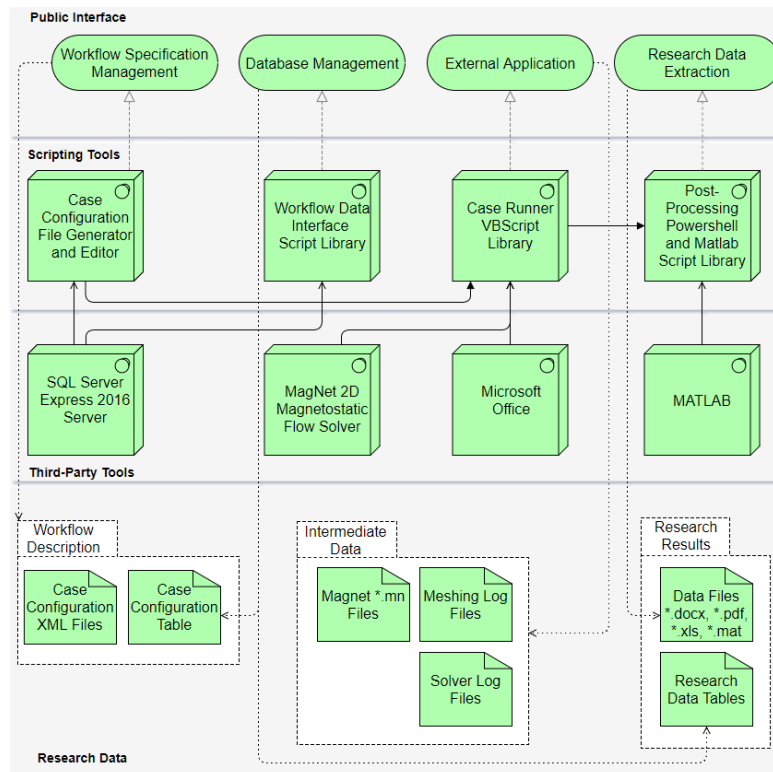 Public Interface
Workflow Specification
Management
Database Management
External Application
Research Data
Extraction
Scripting Tools
Case
Configuration
File Generator
and Editor
Workflow Data
Interface
Script Library
Case Runner
VBScript
Library
Post-
Processing
Powershell
and Matlab
Script Library
SQL Server
Express 2016
Server
MagNet 2D
Magnetostatic
Flow Solver
Microsoft
Office
MATLAB
Third-Party Tools
Workflow
Description
Case
Configuration
XML Files
Case
Configuration
Table
Intermediate
Data
Magnet *.mn
Files
Meshing Log
Files
Solver Log
Files
Research
Results
Data Files
*.docx, *.pdf,
*.xls, *.mat
Research
Data Tables
Research Data